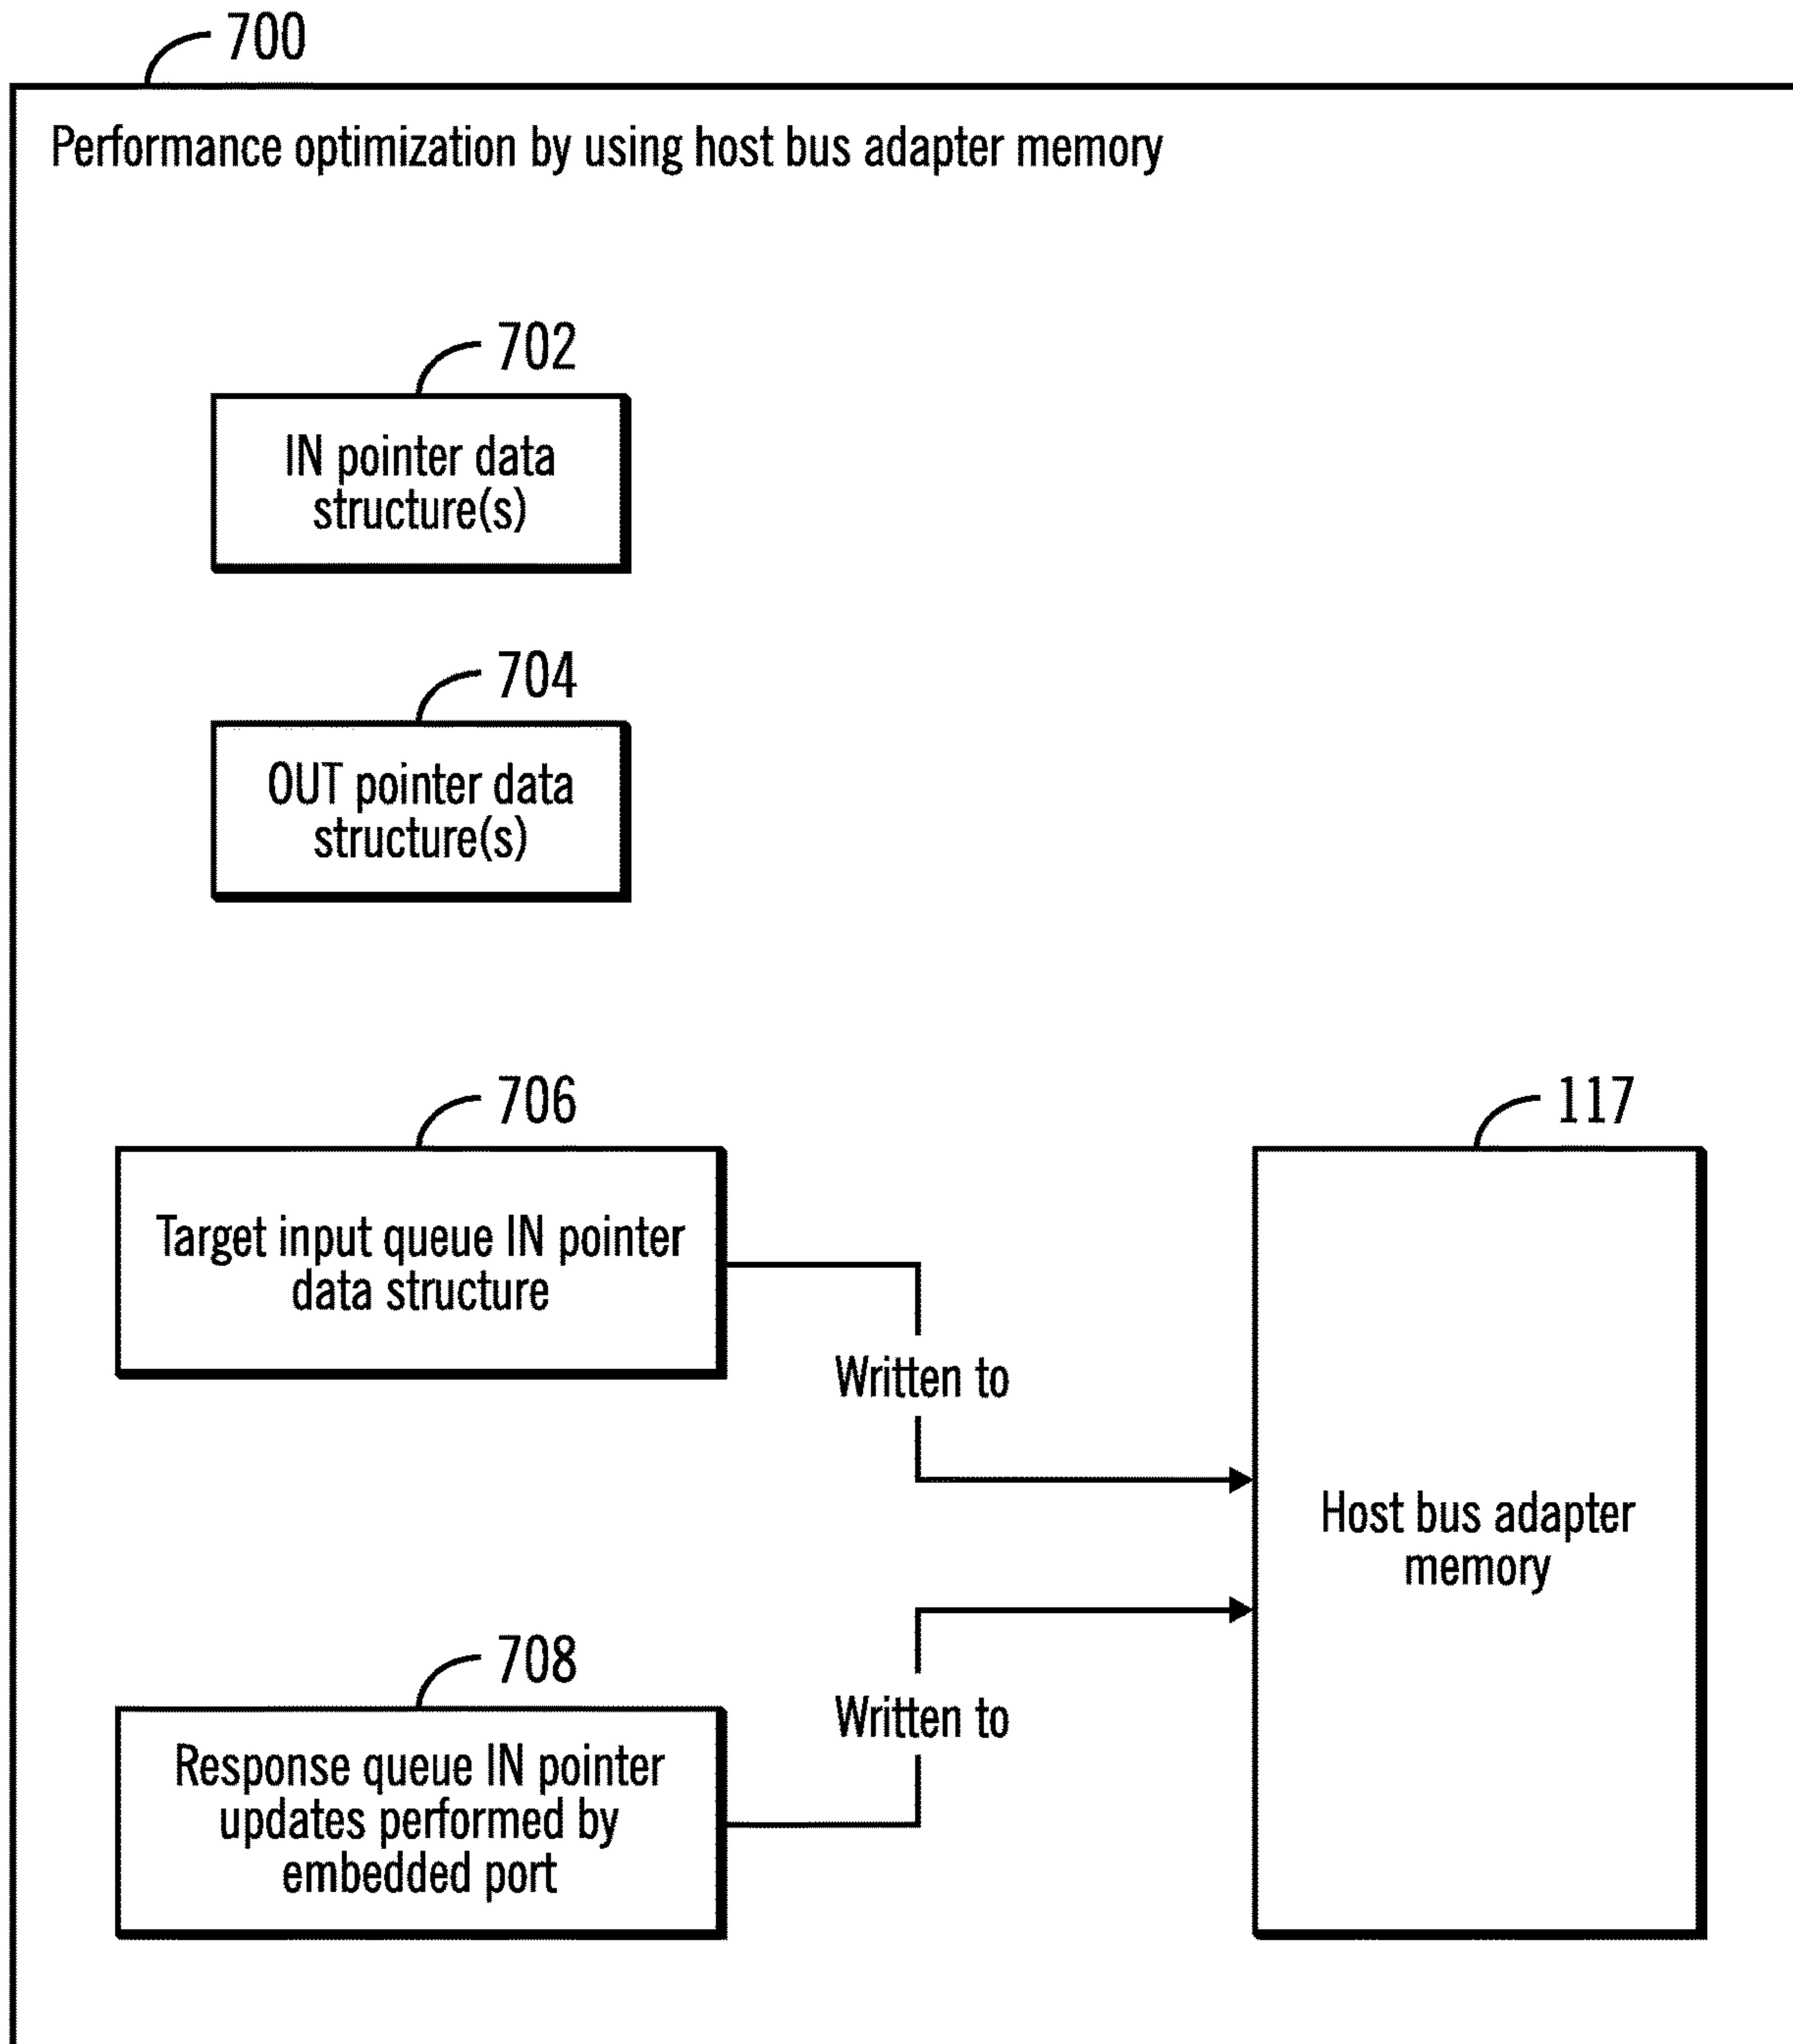 700
Performance optimization by using host bus adapter memory
702
IN pointer data
structure(s)
704
OUT pointer data
structure(s)
706
Target input queue IN pointer
data structure
117
Written to
Host bus adapter
memory
708
Written to
Response queue IN pointer
updates performed by
embedded port